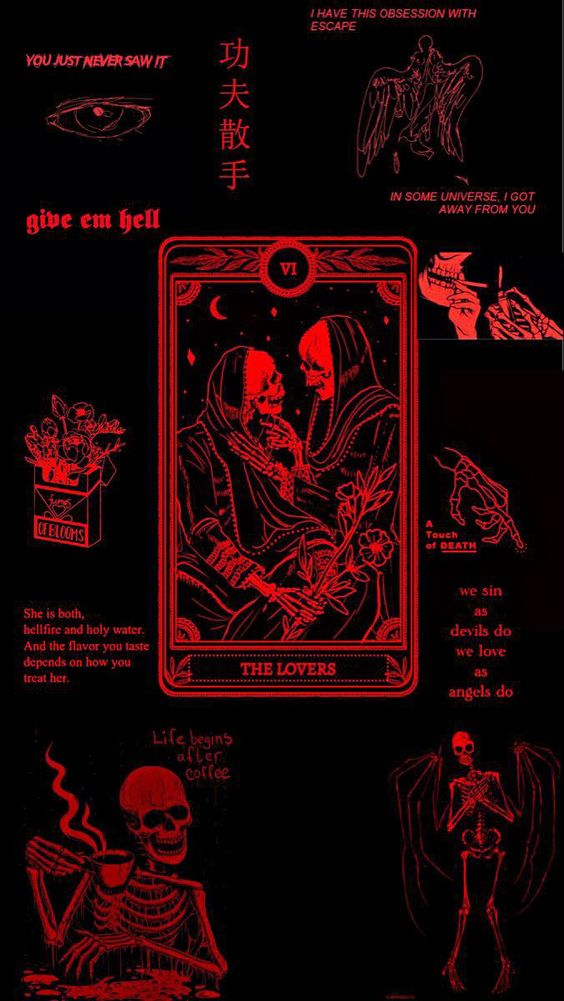 I HAVE THIS OBSESSION WITH
ESCAPE
YOU JUST NEVER SAW IT
功
夫
散
手
IN SOME UNIVERSE, I GOT
AWAY FROM YOU
give em hell
VI
OF BLOOMS
A
Touch
of DEATH
She is both,
hellfire and holy water.
And the flavor you taste
depends on how you
treat her.
we sin
as
devils do
we love
as
angels do
THE LOVERS
Life begins
after
coffee